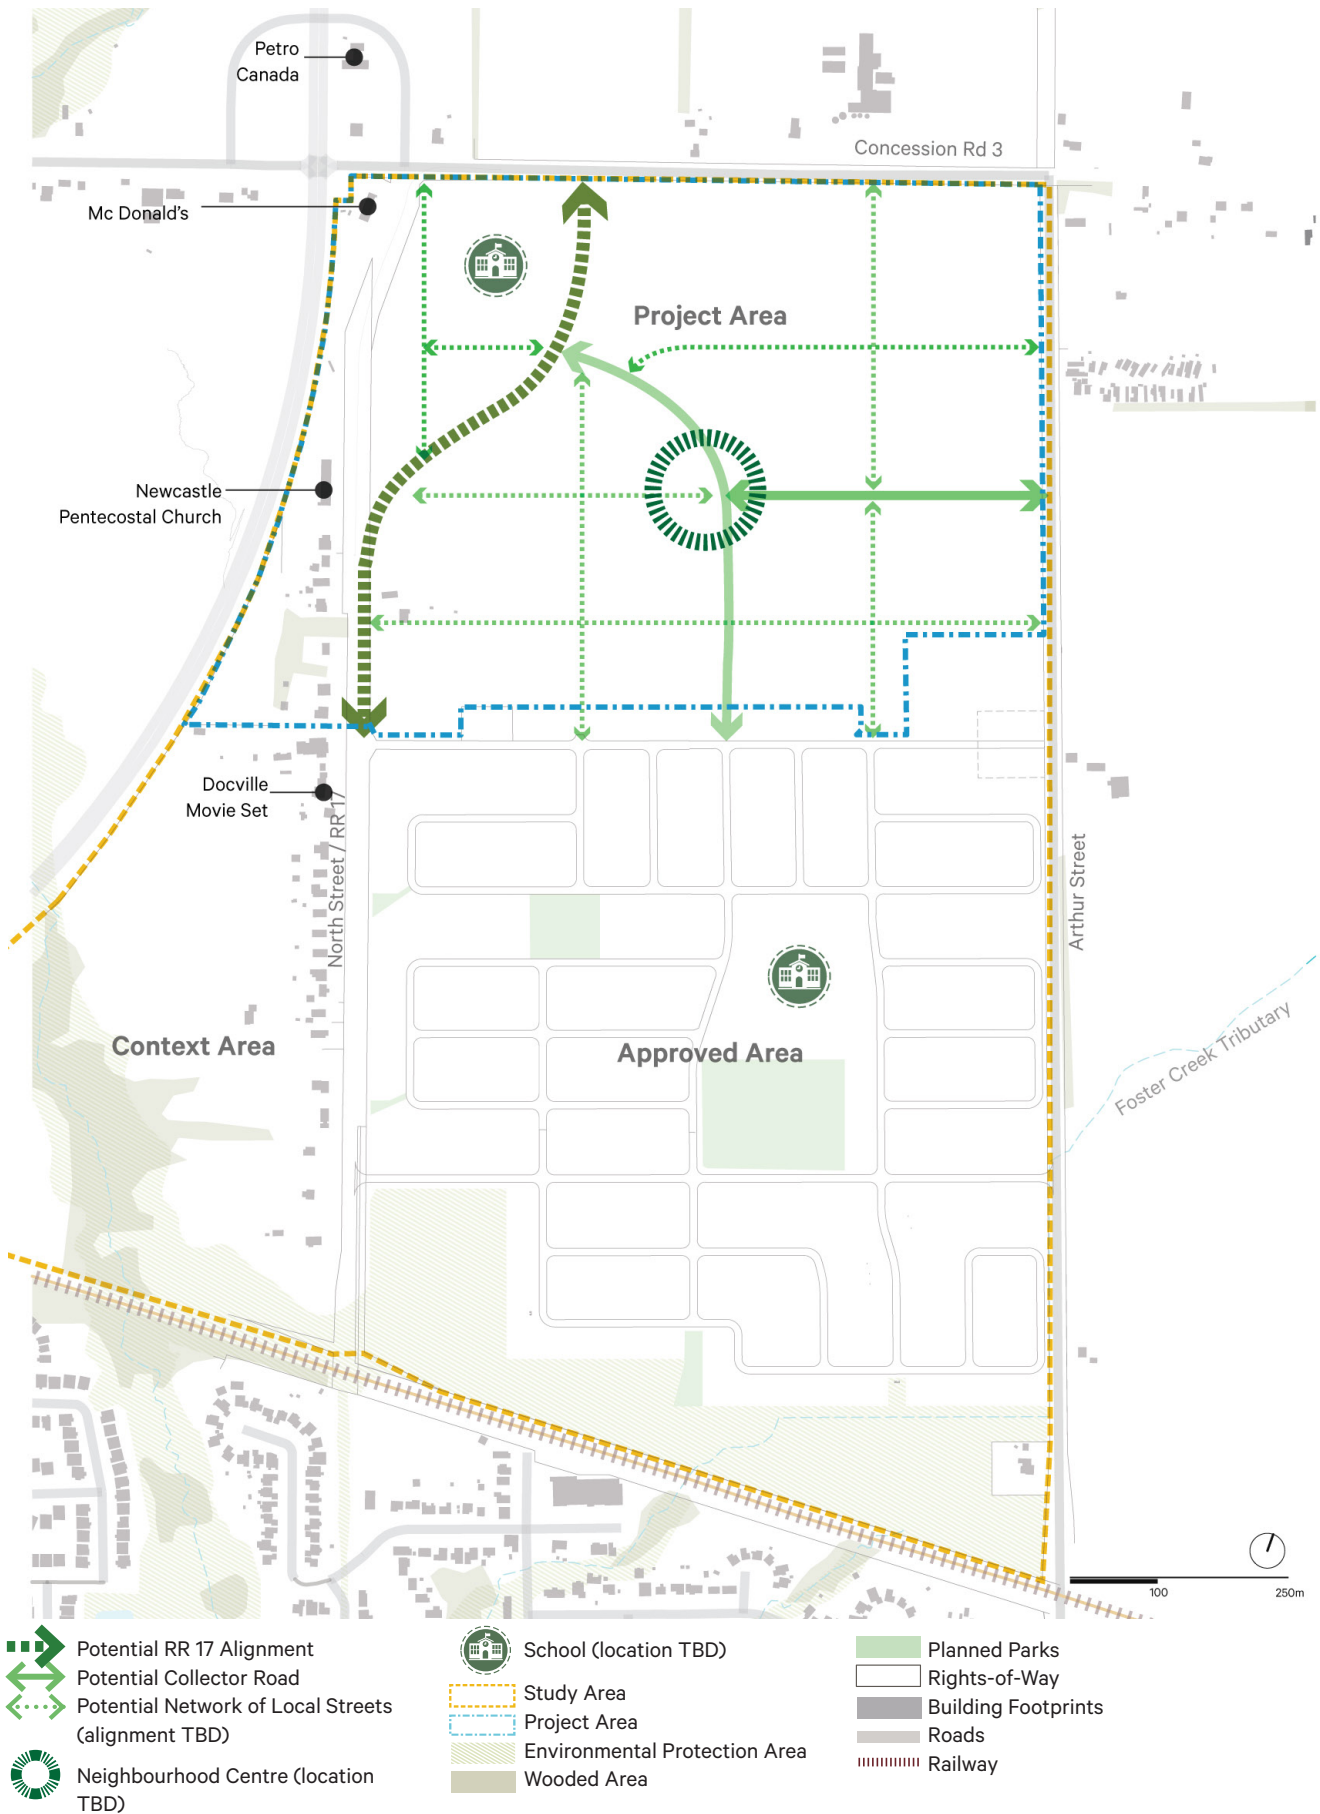 Petro
Canada
Concession Rd 3
Mc Donald's
Project Area
Newcastle
Pentecostal Church
Docville
Movie Set
North Street / RR 17
Arthur Street
Foster Creek Tributary
Context Area
Approved Area
100
250m
Potential RR 17 Alignment
Potential Collector Road
Potential Network of Local Streets
(alignment TBD)
Neighbourhood Centre (location
TBD)
School (location TBD)
Study Area
Project Area
Environmental Protection Area
Wooded Area
Planned Parks
Rights-of-Way
Building Footprints
Roads
Railway